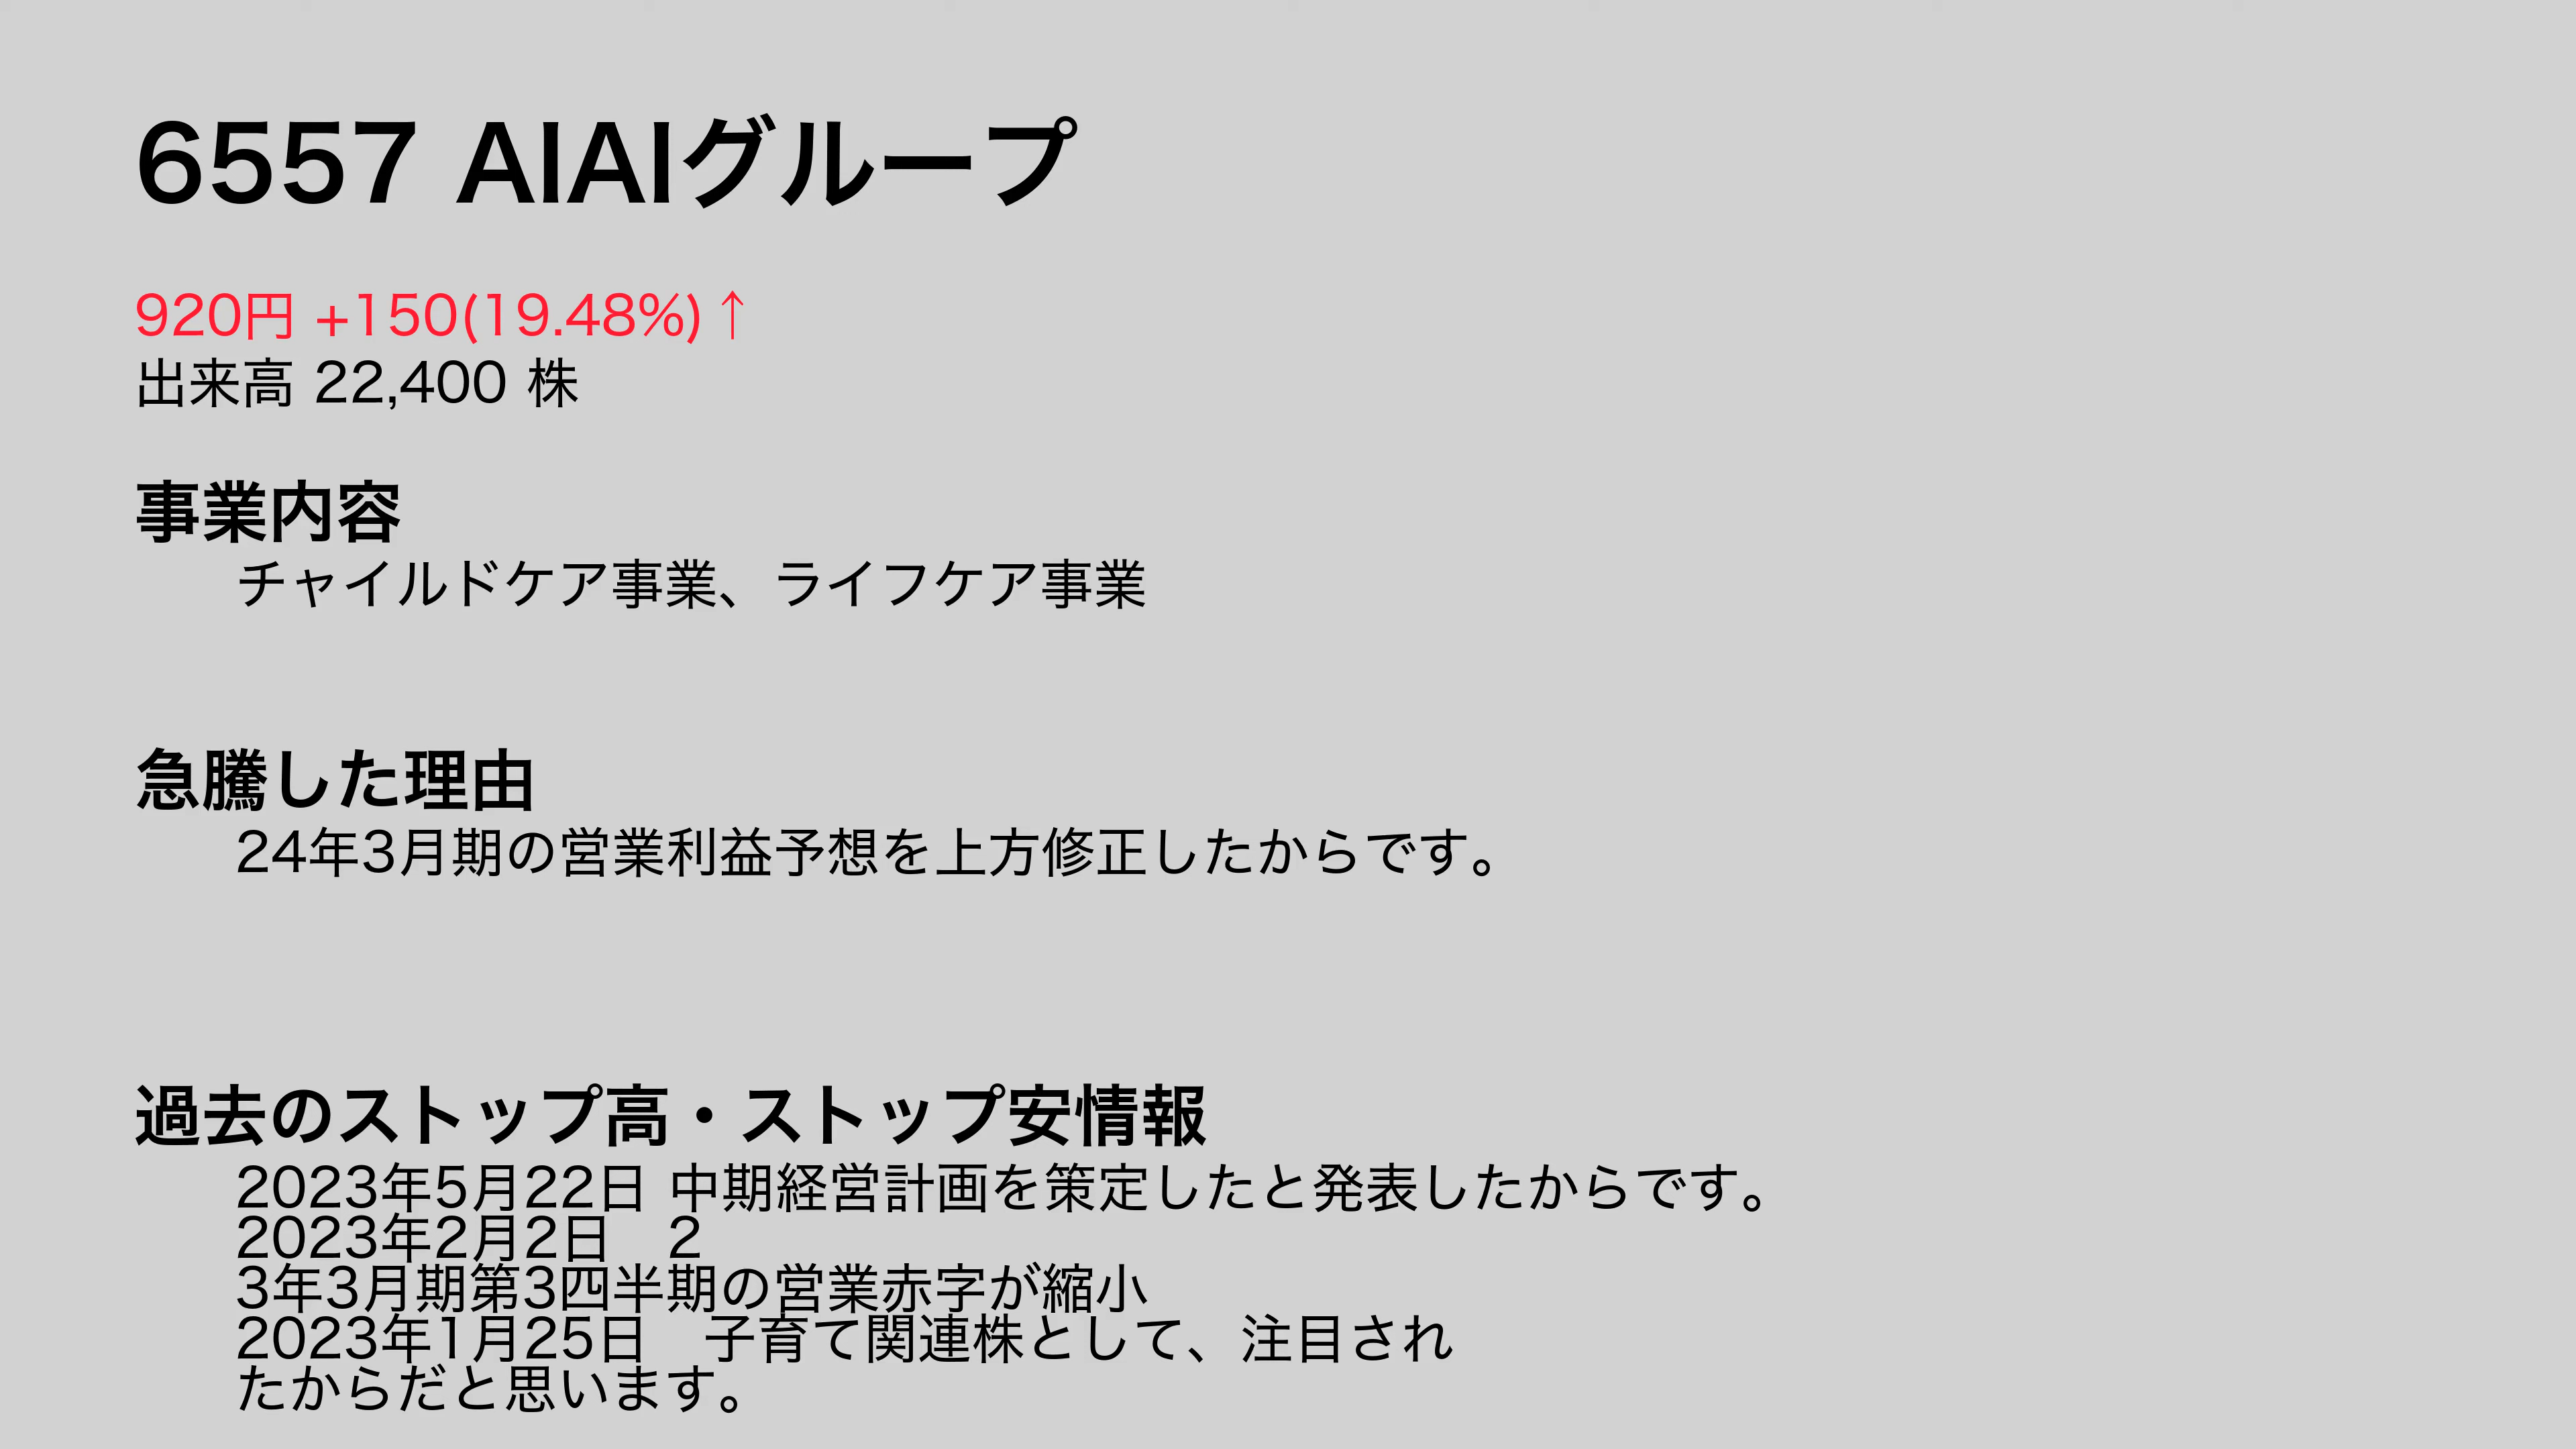 6557 AIAIグループ
920円 +150(19.48%)↑
出来高 22,400 株
事業内容
チャイルドケア事業、ライフケア事業
急騰した理由
24年3月期の営業利益予想を上方修正したからです。
過去のストップ高・ストップ安情報
2023年5月22日 中期経営計画を策定したと発表したからです。
2023年2月2日　2
3年3月期第3四半期の営業赤字が縮小
2023年1月25日　子育て関連株として、注目され
たからだと思います。